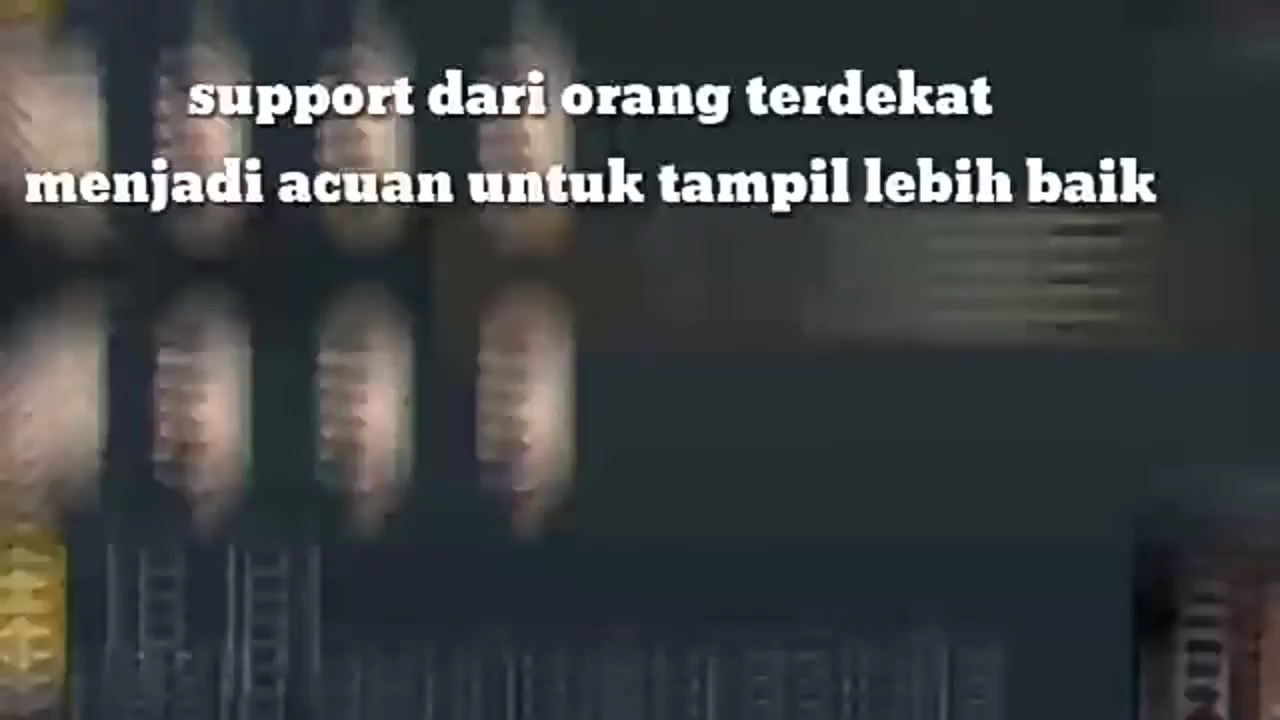 support dari orang terdekat
menjadi acuan untuk tampil lebih baik